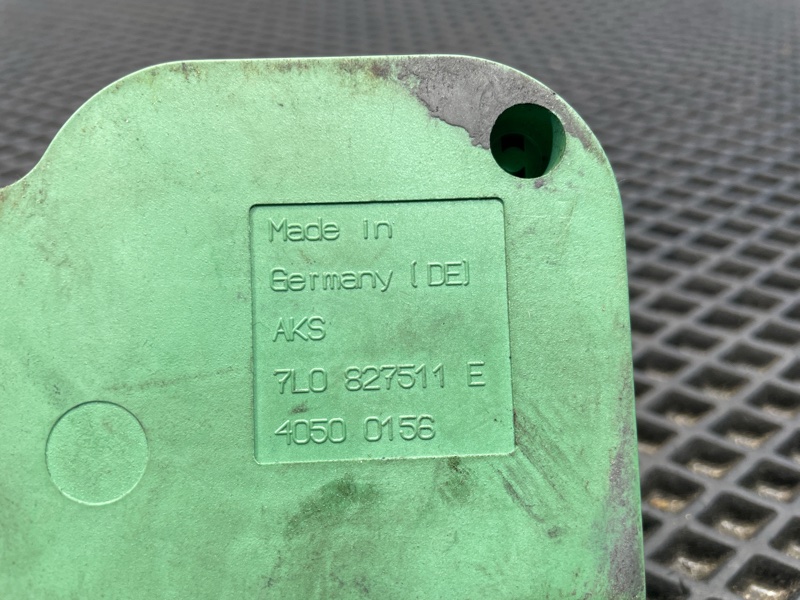 Made in
Germany (DE)
AKS
7L0 827511 E
4050 0156